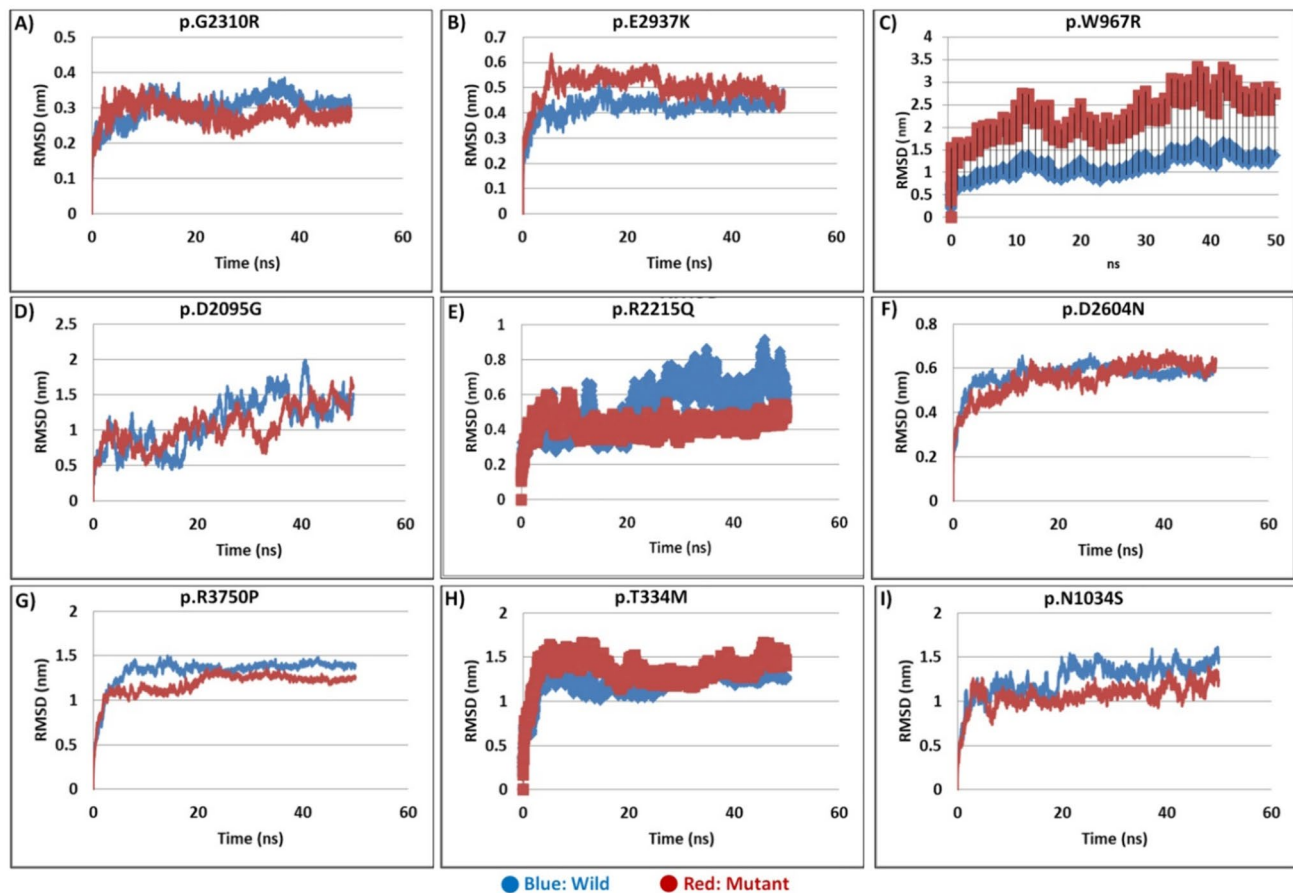 A) p.G2310R
0.5
0.4
0.3
0.2
0.1
0
RMSD (nm)
0 20 40 60
Time (ns)
B) p.E2937K
0.7
0.6
0.5
0.4
0.3
0.2
0.1
0
RMSD (nm)
0 20 40 60
Time (ns)
C) p.W967R
4
3.5
3
2.5
2
1.5
1
0.5
0
RMSD (nm)
0 10 20 30 40 50
ns
D) p.D2095G
2.5
2
1.5
1
0.5
0
RMSD (nm)
0 20 40 60
Time (ns)
E) p.R2215Q
1
0.8
0.6
0.4
0.2
0
RMSD (nm)
0 20 40 60
Time (ns)
F) p.D2604N
0.8
0.6
0.4
0.2
0
RMSD (nm)
0 20 40 60
Time (ns)
G) p.R3750P
2
1.5
1
0.5
0
RMSD (nm)
0 20 40 60
Time (ns)
H) p.T334M
2
1.5
1
0.5
0
RMSD (nm)
0 20 40 60
Time (ns)
I) p.N1034S
2
1.5
1
0.5
0
RMSD (nm)
0 20 40 60
Time (ns)
Blue: Wild Red: Mutant